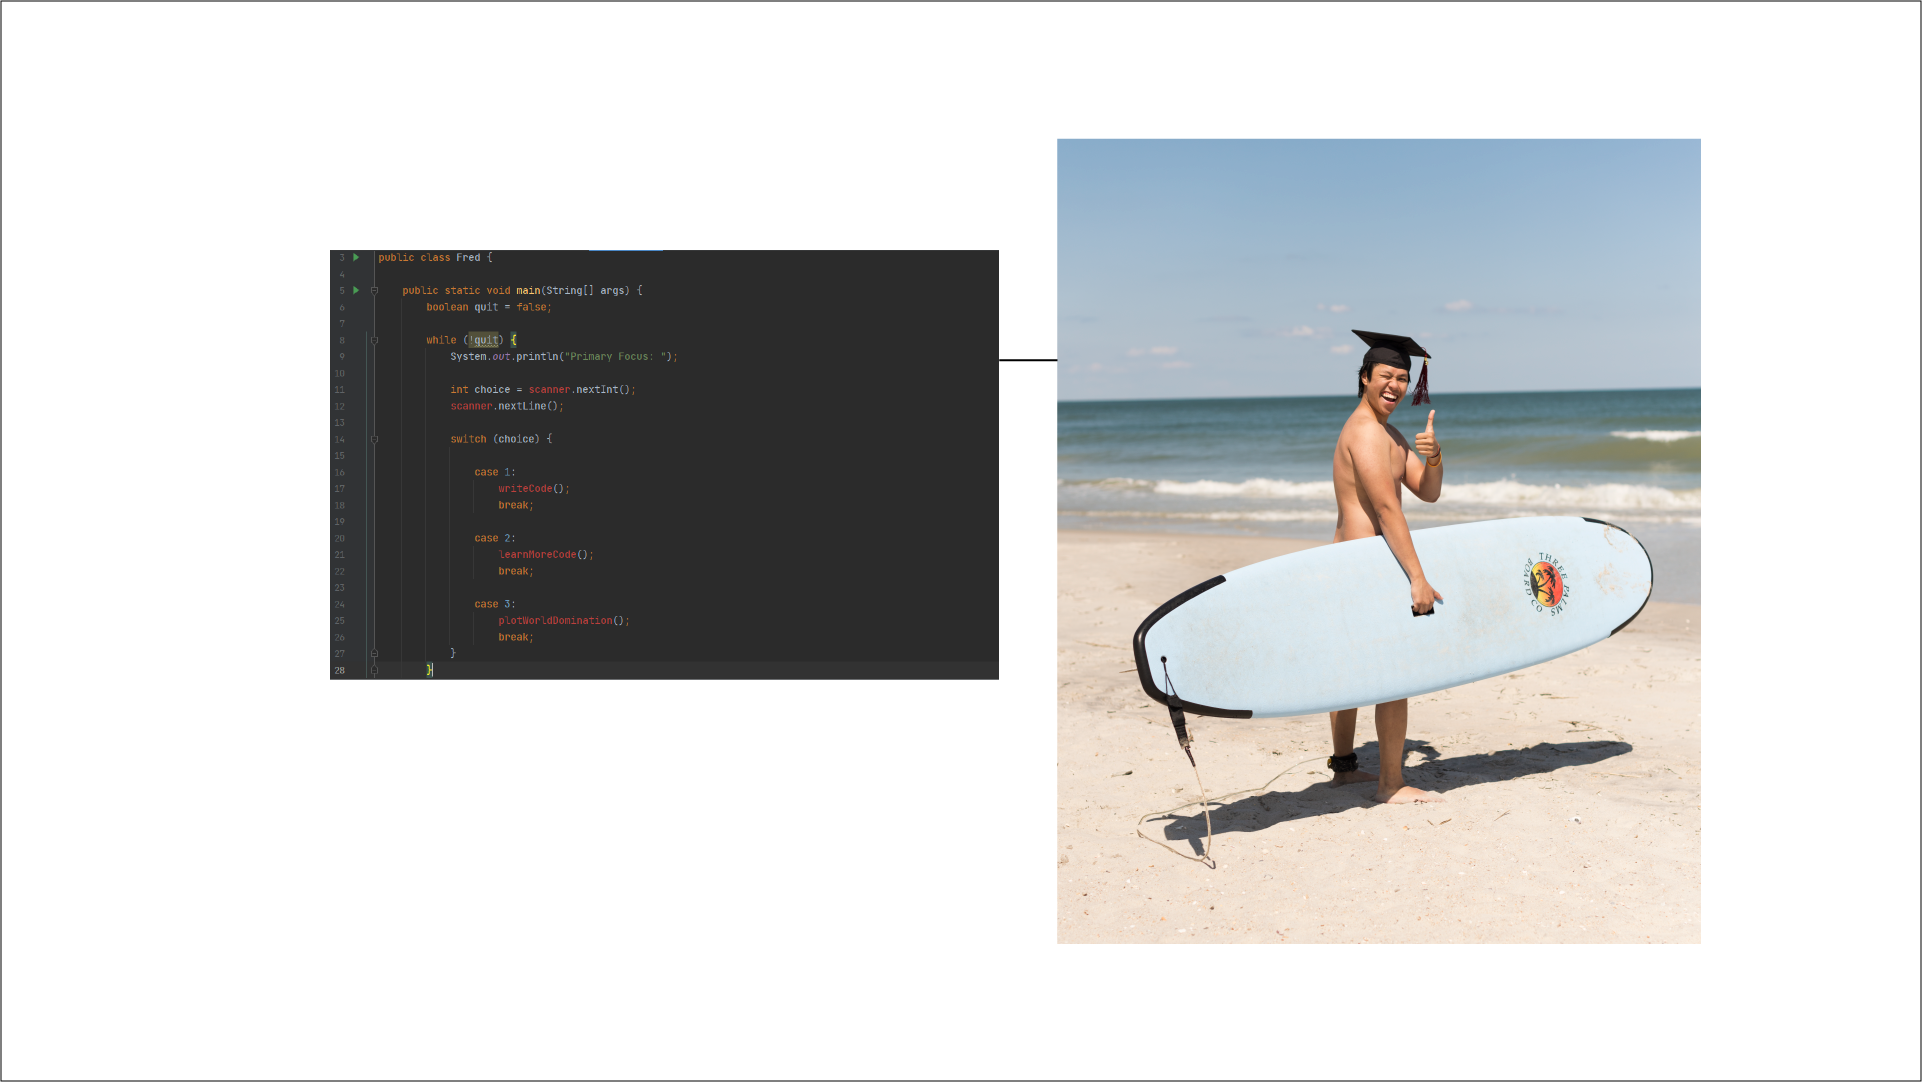 3 public class Fred {
4
5 public static void main(String[] args) {
6 boolean quit = false;
7
8 while (!quit) {
9 System.out.println("Primary Focus: ");
10
11 int choice = scanner.nextInt();
12 scanner.nextLine();
13
14 switch (choice) {
15
16 case 1:
17 writeCode();
18 break;
19
20 case 2:
21 learnMoreCode();
22 break;
23
24 case 3:
25 plotWorldDomination();
26 break;
27 }
28 }
THREE PALMS
BOARD CO